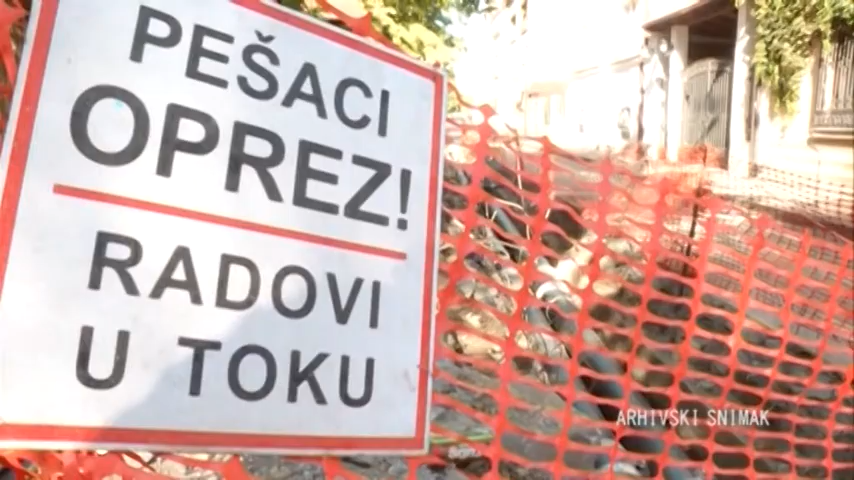 PEŠACI
OPREZ!
RADOVI
U TOKU
ARHIVSKI SNIMAK